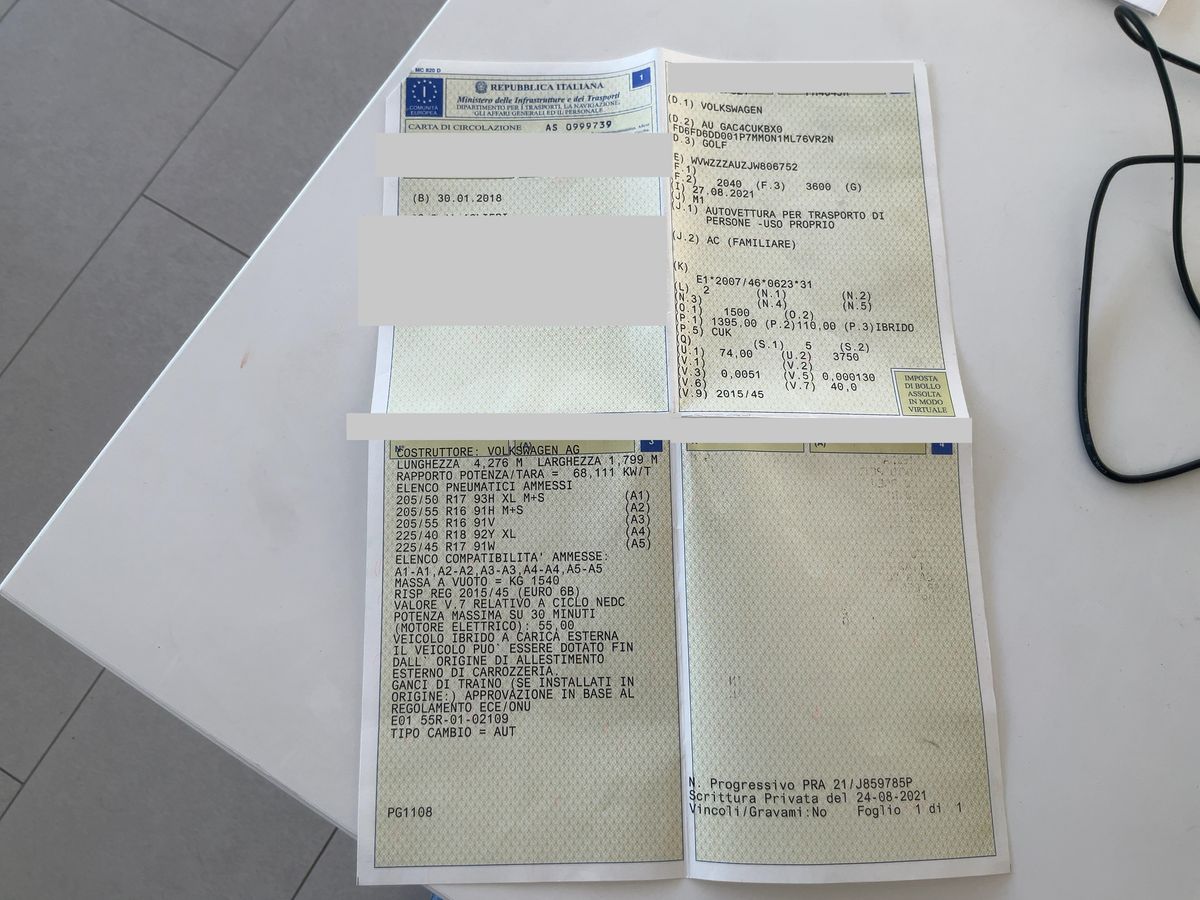 MC 820 D
REPUBBLICA ITALIANA
1
COMUNITÀ
EUROPEA
Ministero delle Infrastrutture e dei Trasporti
DIPARTIMENTO PER I TRASPORTI, LA NAVIGAZIONE,
GLI AFFARI GENERALI ED IL PERSONALE
CARTA DI CIRCOLAZIONE AS 0999739
(B) 30.01.2018
(D.1) VOLKSWAGEN
(D.2) AU GAC4CUKBX0
FD6FD6DD001P7MMON1ML76VR2N
D.3) GOLF
E) WVWZZZAUZJW806752
F.1)
F.2) 2040 (F.3) 3600 (G)
(I) 27.08.2021
(J) M1
(J.1) AUTOVETTURA PER TRASPORTO DI
PERSONE -USO PROPRIO
(J.2) AC (FAMILIARE)
(K)
E1*2007/46*0623*31
(L) 2 (N.1) (N.2)
(N.3) (N.4) (N.5)
(O.1) 1500 (O.2)
(P.1) 1395,00 (P.2)110,00 (P.3)IBRIDO
(P.5) CUK
(Q) (S.1) 5 (S.2)
(U.1) 74,00 (U.2) 3750
(V.1) (V.2)
(V.3) 0,0051 (V.5) 0,000130
(V.6) (V.7) 40,0
(V.9) 2015/45
IMPOSTA
DI BOLLO
ASSOLTA
IN MODO
VIRTUALE
3
COSTRUTTORE: VOLKSWAGEN AG
LUNGHEZZA 4,276 M LARGHEZZA 1,799 M
RAPPORTO POTENZA/TARA = 68,111 KW/T
ELENCO PNEUMATICI AMMESSI
205/50 R17 93H XL M+S (A1)
205/55 R16 91H M+S (A2)
205/55 R16 91V (A3)
225/40 R18 92Y XL (A4)
225/45 R17 91W (A5)
ELENCO COMPATIBILITA' AMMESSE:
A1-A1,A2-A2,A3-A3,A4-A4,A5-A5
MASSA A VUOTO = KG 1540
RISP REG 2015/45 (EURO 6B)
VALORE V.7 RELATIVO A CICLO NEDC
POTENZA MASSIMA SU 30 MINUTI
(MOTORE ELETTRICO): 55,00
VEICOLO IBRIDO A CARICA ESTERNA
IL VEICOLO PUO` ESSERE DOTATO FIN
DALL` ORIGINE DI ALLESTIMENTO
ESTERNO DI CARROZZERIA.
GANCI DI TRAINO (SE INSTALLATI IN
ORIGINE:) APPROVAZIONE IN BASE AL
REGOLAMENTO ECE/ONU
E01 55R-01-02109
TIPO CAMBIO = AUT
PG1108
4
N. Progressivo PRA 21/J859785P
Scrittura Privata del 24-08-2021
Vincoli/Gravami:No Foglio 1 di 1